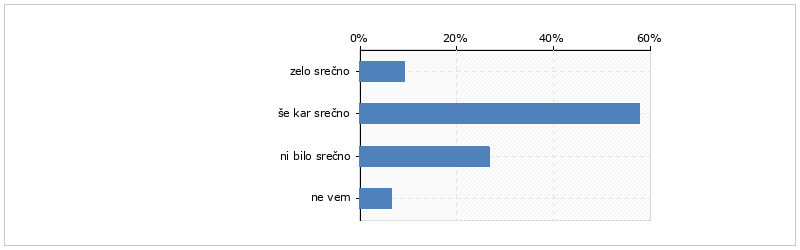 0% 20% 40% 60%
zelo srečno
še kar srečno
ni bilo srečno
ne vem